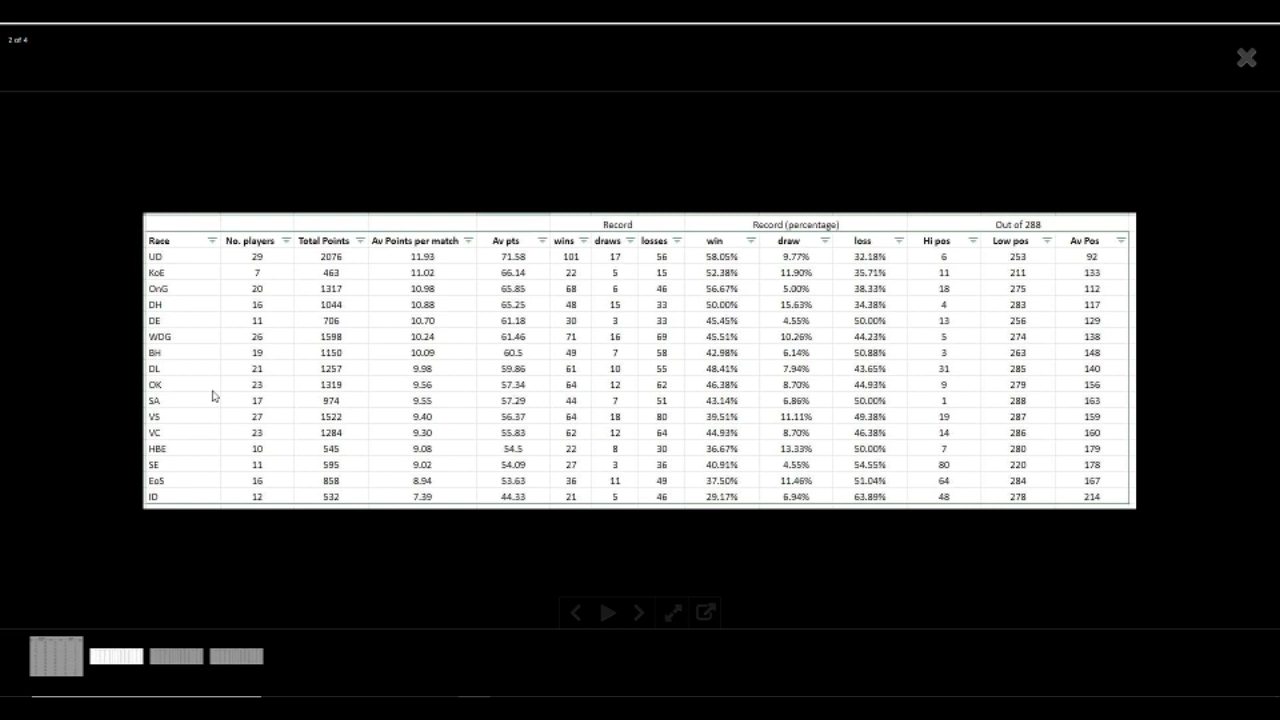 2 of 4
Record Record (percentage) Out of 288
Race No. players Total Points Av Points per match Av pts wins draws losses win draw loss Hi pos Low pos Av Pos
UD 29 2076 11.93 71.58 101 17 56 58.05% 9.77% 32.18% 6 253 92
KoE 7 463 11.02 66.14 22 5 15 52.38% 11.90% 35.71% 11 211 133
OnG 20 1317 10.98 65.85 68 6 46 56.67% 5.00% 38.33% 18 275 112
DH 16 1044 10.88 65.25 48 15 33 50.00% 15.63% 34.38% 4 283 117
DE 11 706 10.70 61.18 30 3 33 45.45% 4.55% 50.00% 13 256 129
WDG 26 1598 10.24 61.46 71 16 69 45.51% 10.26% 44.23% 5 274 138
BH 19 1150 10.09 60.5 49 7 58 42.98% 6.14% 50.88% 3 263 148
DL 21 1257 9.98 59.86 61 10 55 48.41% 7.94% 43.65% 31 285 140
OK 23 1319 9.56 57.34 64 12 62 46.38% 8.70% 44.93% 9 279 156
SA 17 974 9.55 57.29 44 7 51 43.14% 6.86% 50.00% 1 288 163
VS 27 1522 9.40 56.37 64 18 80 39.51% 11.11% 49.38% 19 287 159
VC 23 1284 9.30 55.83 62 12 64 44.93% 8.70% 46.38% 14 286 160
HBE 10 545 9.08 54.5 22 8 30 36.67% 13.33% 50.00% 7 280 179
SE 11 595 9.02 54.09 27 3 36 40.91% 4.55% 54.55% 80 220 178
EoS 16 858 8.94 53.63 36 11 49 37.50% 11.46% 51.04% 64 284 167
ID 12 532 7.39 44.33 21 5 46 29.17% 6.94% 63.89% 48 278 214